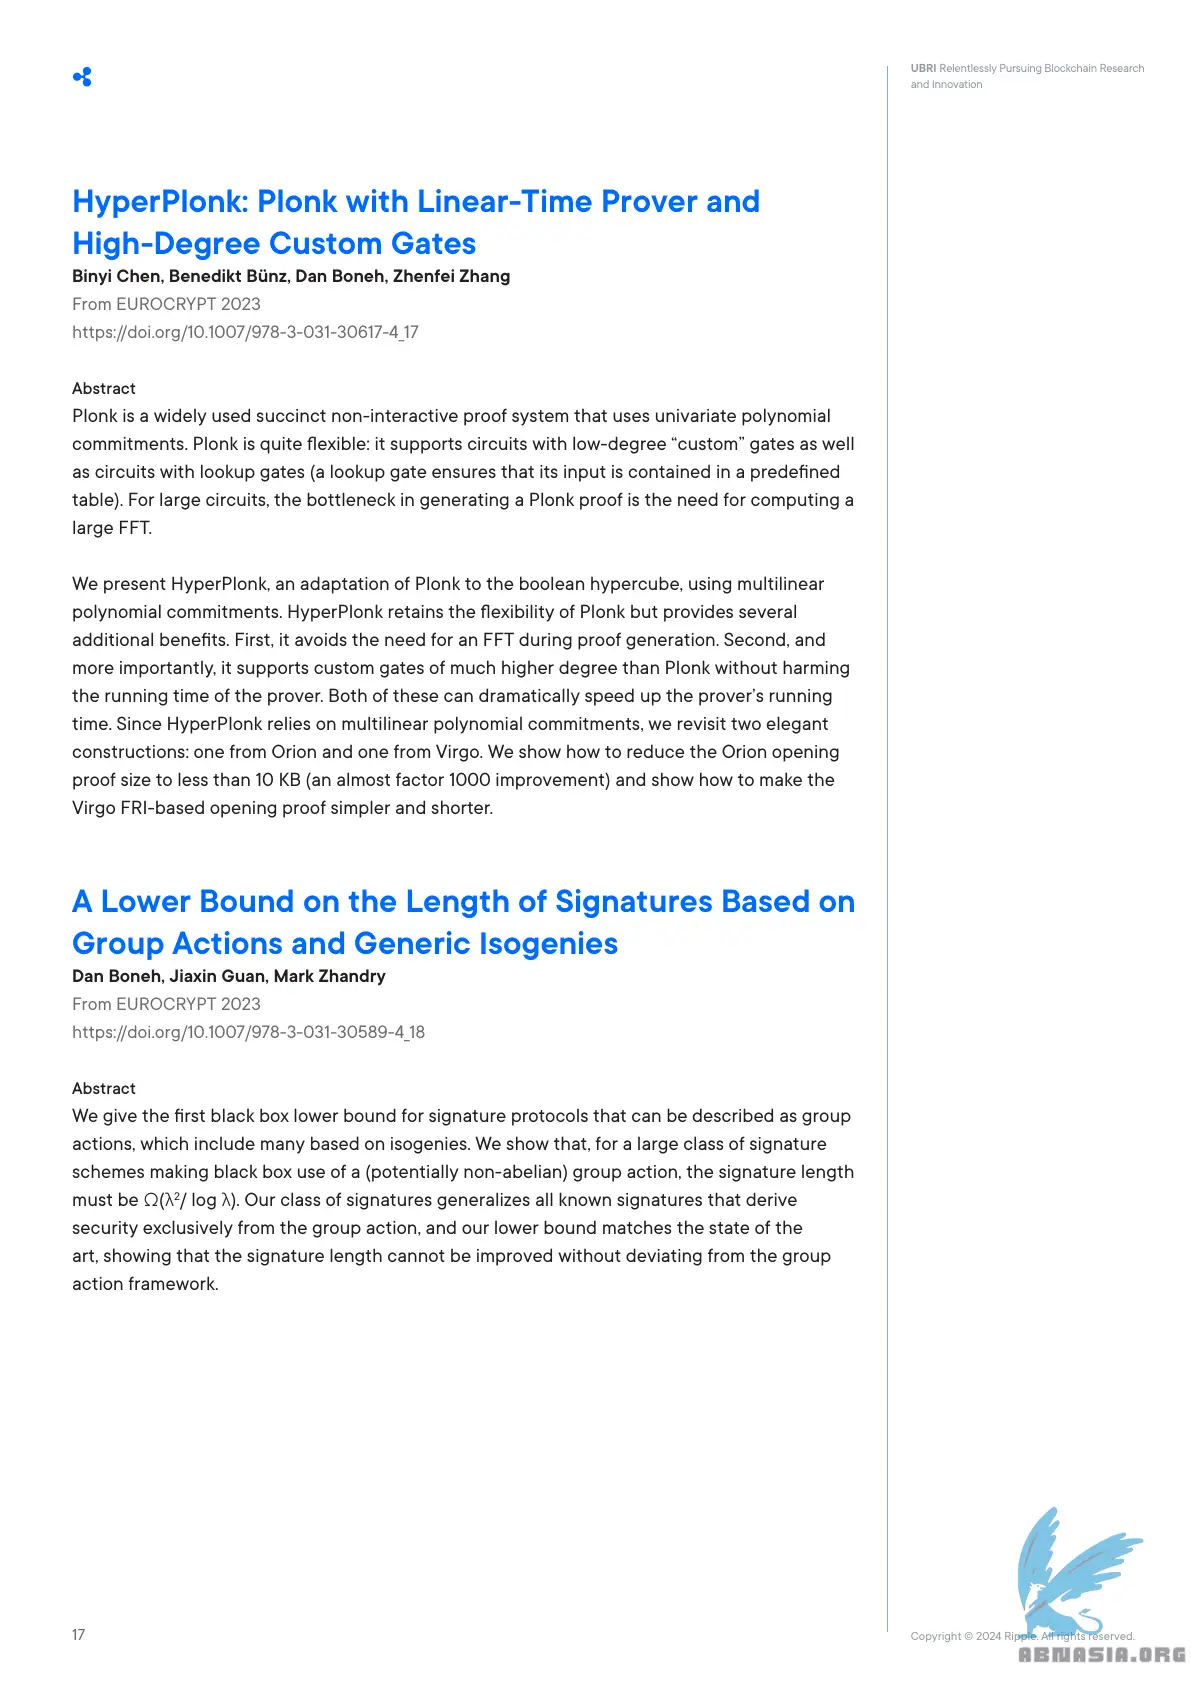 UBRI Relentlessly Pursuing Blockchain Research
and Innovation
HyperPlonk: Plonk with Linear-Time Prover and
High-Degree Custom Gates
Binyi Chen, Benedikt Bünz, Dan Boneh, Zhenfei Zhang
From EUROCRYPT 2023
https://doi.org/10.1007/978-3-031-30617-4_17
Abstract
Plonk is a widely used succinct non-interactive proof system that uses univariate polynomial
commitments. Plonk is quite flexible: it supports circuits with low-degree “custom” gates as well
as circuits with lookup gates (a lookup gate ensures that its input is contained in a predefined
table). For large circuits, the bottleneck in generating a Plonk proof is the need for computing a
large FFT.
We present HyperPlonk, an adaptation of Plonk to the boolean hypercube, using multilinear
polynomial commitments. HyperPlonk retains the flexibility of Plonk but provides several
additional benefits. First, it avoids the need for an FFT during proof generation. Second, and
more importantly, it supports custom gates of much higher degree than Plonk without harming
the running time of the prover. Both of these can dramatically speed up the prover’s running
time. Since HyperPlonk relies on multilinear polynomial commitments, we revisit two elegant
constructions: one from Orion and one from Virgo. We show how to reduce the Orion opening
proof size to less than 10 KB (an almost factor 1000 improvement) and show how to make the
Virgo FRI-based opening proof simpler and shorter.
A Lower Bound on the Length of Signatures Based on
Group Actions and Generic Isogenies
Dan Boneh, Jiaxin Guan, Mark Zhandry
From EUROCRYPT 2023
https://doi.org/10.1007/978-3-031-30589-4_18
Abstract
We give the first black box lower bound for signature protocols that can be described as group
actions, which include many based on isogenies. We show that, for a large class of signature
schemes making black box use of a (potentially non-abelian) group action, the signature length
must be Ω(λ²/ log λ). Our class of signatures generalizes all known signatures that derive
security exclusively from the group action, and our lower bound matches the state of the
art, showing that the signature length cannot be improved without deviating from the group
action framework.
17
Copyright © 2024 Ripple. All rights reserved.
ABNASIA.ORG